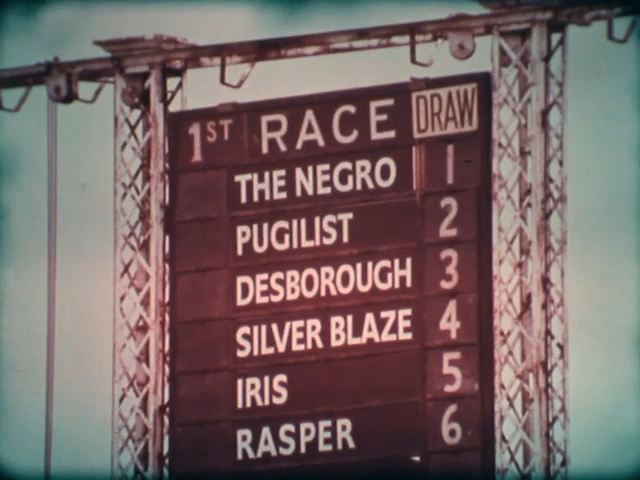 1ST RACE DRAW
THE NEGRO 1
PUGILIST 2
DESBOROUGH 3
SILVER BLAZE 4
IRIS 5
RASPER 6